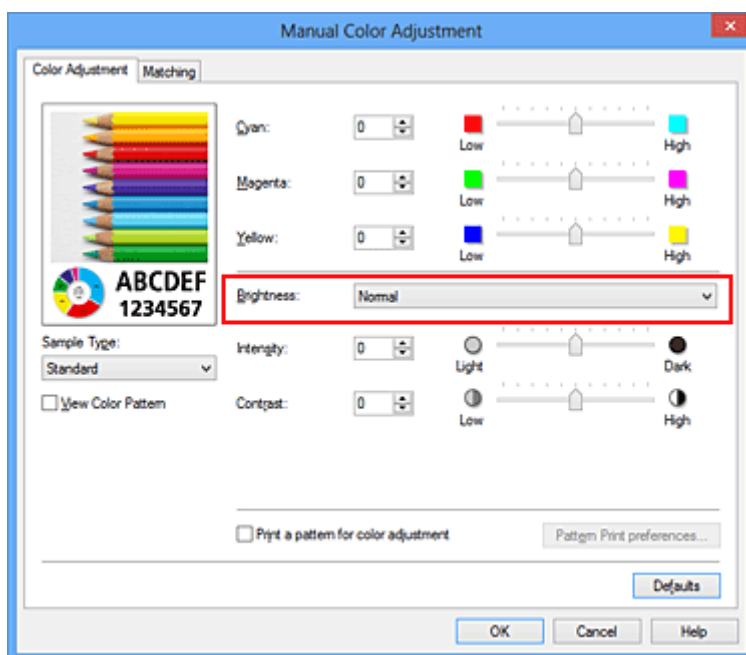 Manual Color Adjustment
Color Adjustment Matching
Cyan: 0
Low High
Magenta: 0
Low High
Yellow: 0
Low High
ABCDEF
1234567
Brightness: Normal
Sample Type:
Standard
View Color Pattern
Intensity: 0
Light Dark
Contrast: 0
Low High
Print a pattern for color adjustment Pattern Print preferences...
Defaults
OK Cancel Help